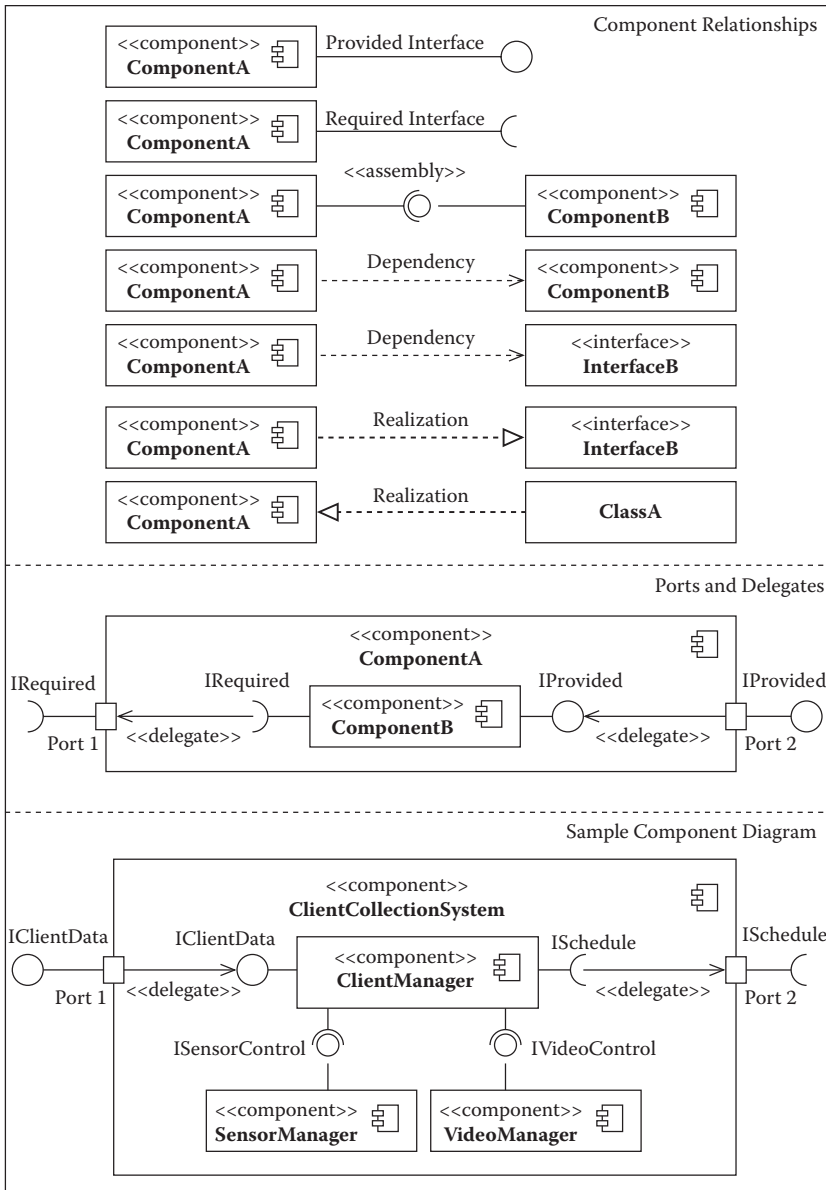 Component Relationships
<<component>>
ComponentA
Provided Interface
<<component>>
ComponentA
Required Interface
<<assembly>>
<<component>>
ComponentA
<<component>>
ComponentB
<<component>>
ComponentA
Dependency
<<component>>
ComponentB
<<component>>
ComponentA
Dependency
<<interface>>
InterfaceB
<<component>>
ComponentA
Realization
<<interface>>
InterfaceB
<<component>>
ComponentA
Realization
ClassA
Ports and Delegates
<<component>>
ComponentA
IRequired
IRequired
<<component>>
ComponentB
IProvided
IProvided
Port 1
<<delegate>>
<<delegate>>
Port 2
Sample Component Diagram
<<component>>
ClientCollectionSystem
IClientData
IClientData
<<component>>
ClientManager
ISchedule
ISchedule
Port 1
<<delegate>>
<<delegate>>
Port 2
ISensorControl
IVideoControl
<<component>>
SensorManager
<<component>>
VideoManager